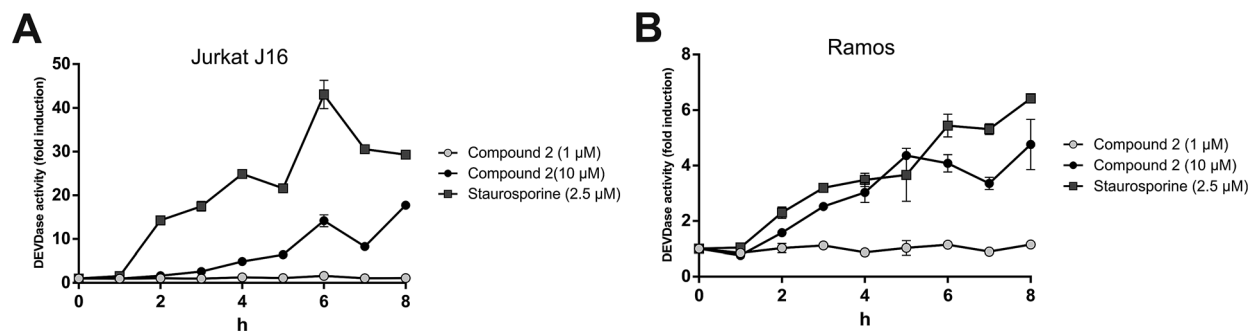 A
Jurkat J16
DEVDase activity (fold induction)
50
40
30
20
10
0
0
2
4
6
8
h
Compound 2 (1 µM)
Compound 2(10 µM)
Staurosporine (2.5 µM)
B
Ramos
DEVDase activity (fold induction)
8
6
4
2
0
0
2
4
6
8
h
Compound 2 (1 µM)
Compound 2 (10 µM)
Staurosporine (2.5 µM)